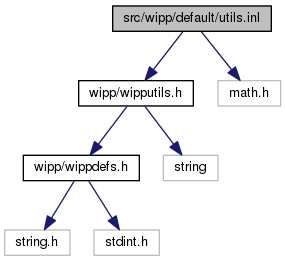 src/wipp/default/utils.inl
wipp/wipputils.h
math.h
wipp/wippdefs.h
string
string.h
stdint.h